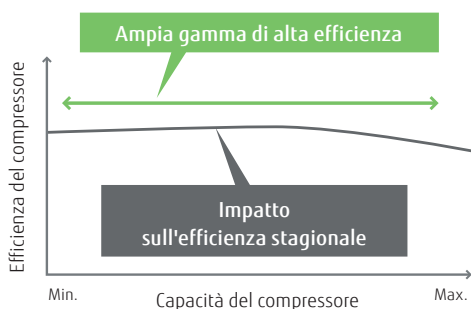 Ampia gamma di alta efficienza
Efficienza del compressore
Impatto
sull'efficienza stagionale
Min.
Capacità del compressore
Max.